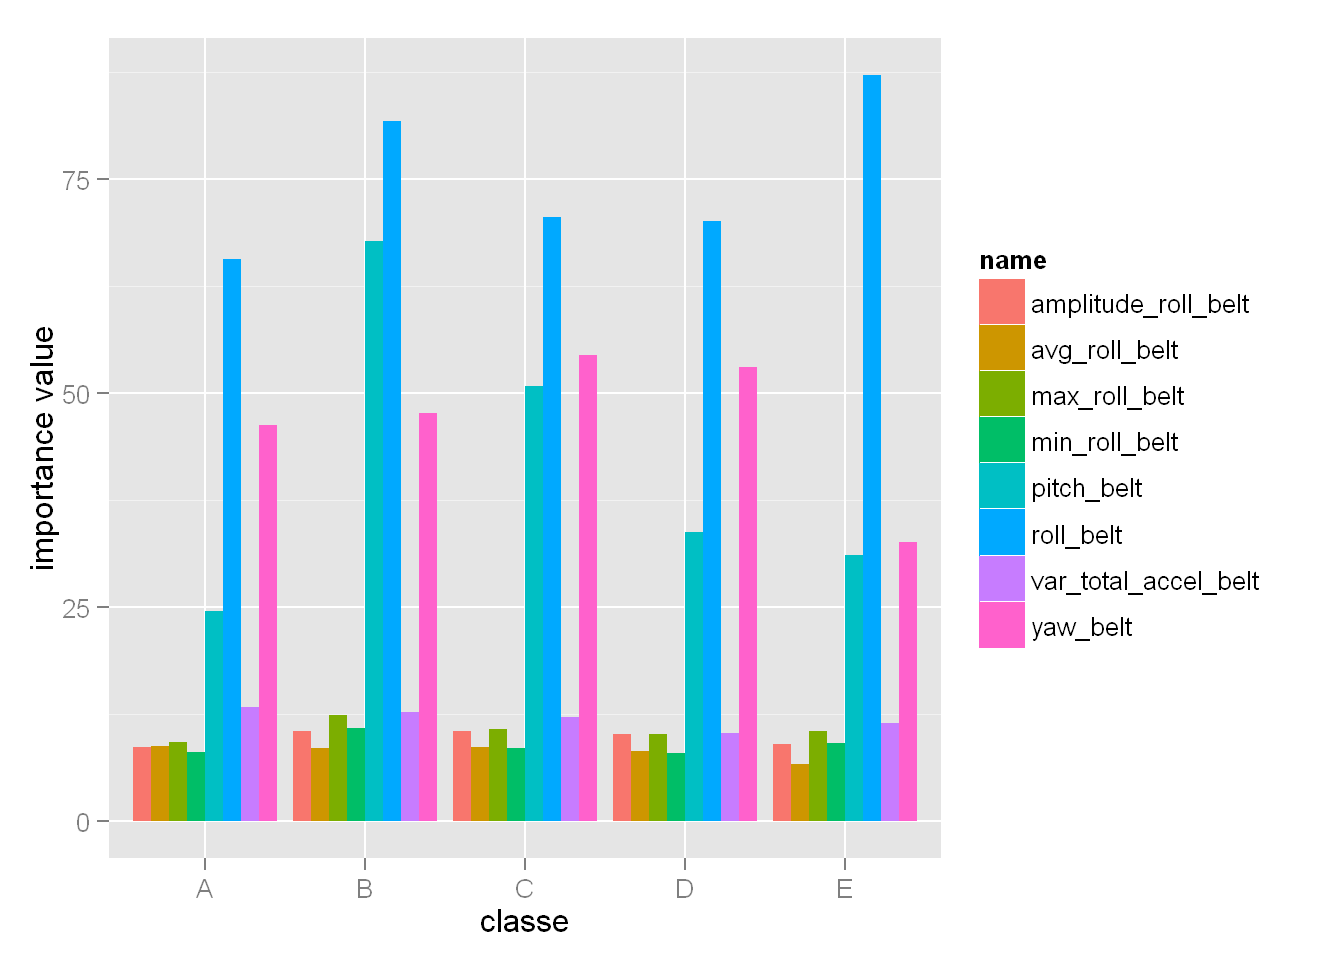 75
50
25
0
importance value
A B C D E
classe
name
amplitude_roll_belt
avg_roll_belt
max_roll_belt
min_roll_belt
pitch_belt
roll_belt
var_total_accel_belt
yaw_belt